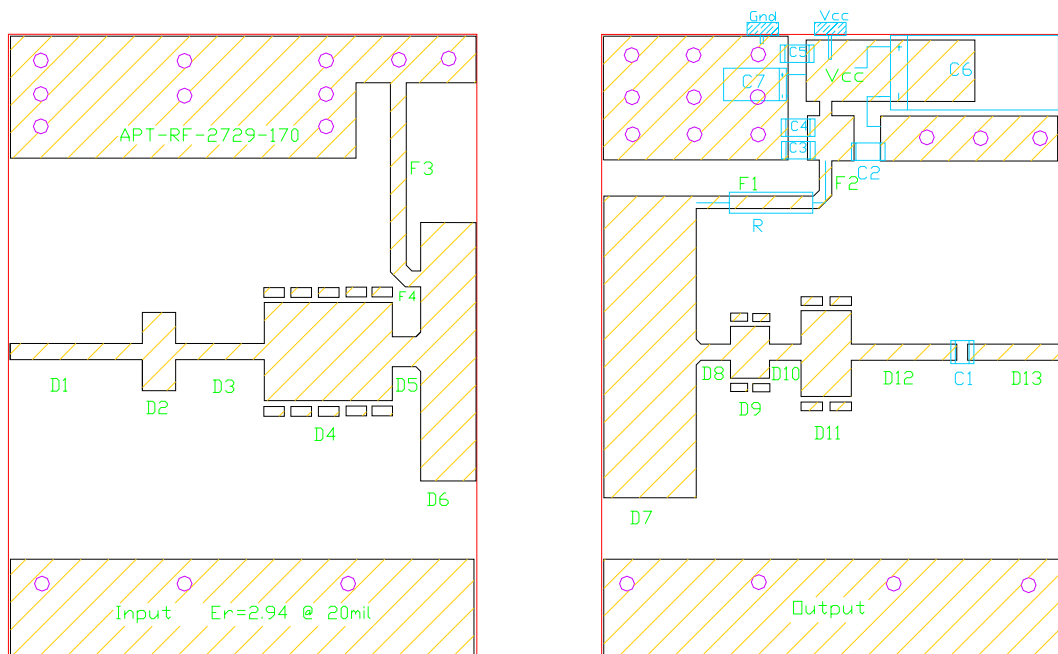 APT-RF-2729-170
F3
F4
D1
D2
D3
D4
D5
D6
Input Er=2.94 @ 20mil
Gnd
Vcc
C5
C7
Vcc
C6
C4
C3
C2
F1
F2
R
D7
D8
D9
D10
D11
D12
C1
D13
Output